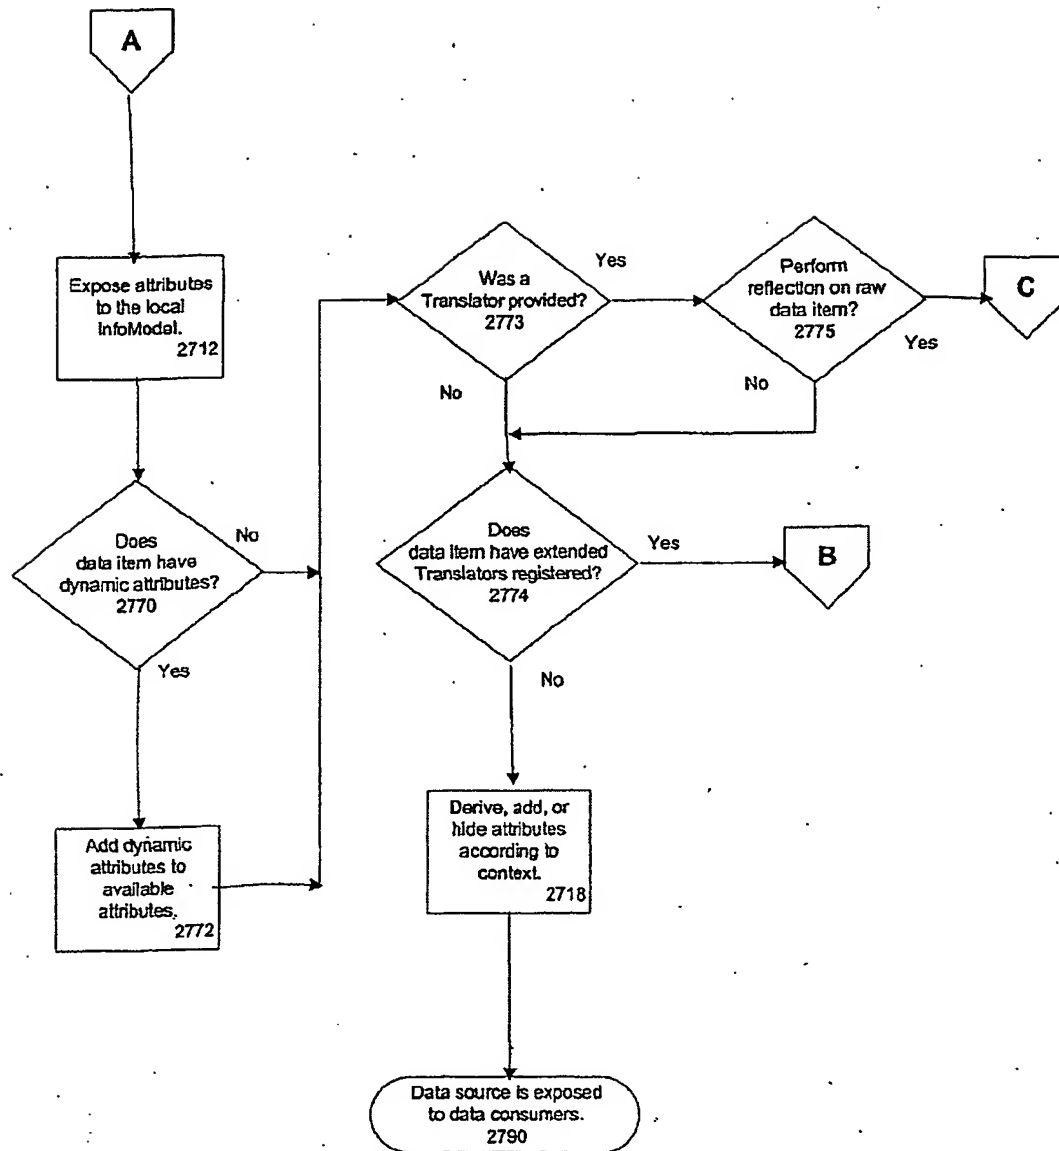 A
Expose attributes
to the local
InfoModel.
2712
Does
data item have
dynamic attributes?
2770
No
Yes
Add dynamic
attributes to
available
attributes.
2772
Was a
Translator provided?
2773
Yes
No
Perform
reflection on raw
data item?
2775
Yes
No
C
Does
data item have extended
Translators registered?
2774
Yes
B
No
Derive, add, or
hide attributes
according to
context.
2718
Data source is exposed
to data consumers.
2790